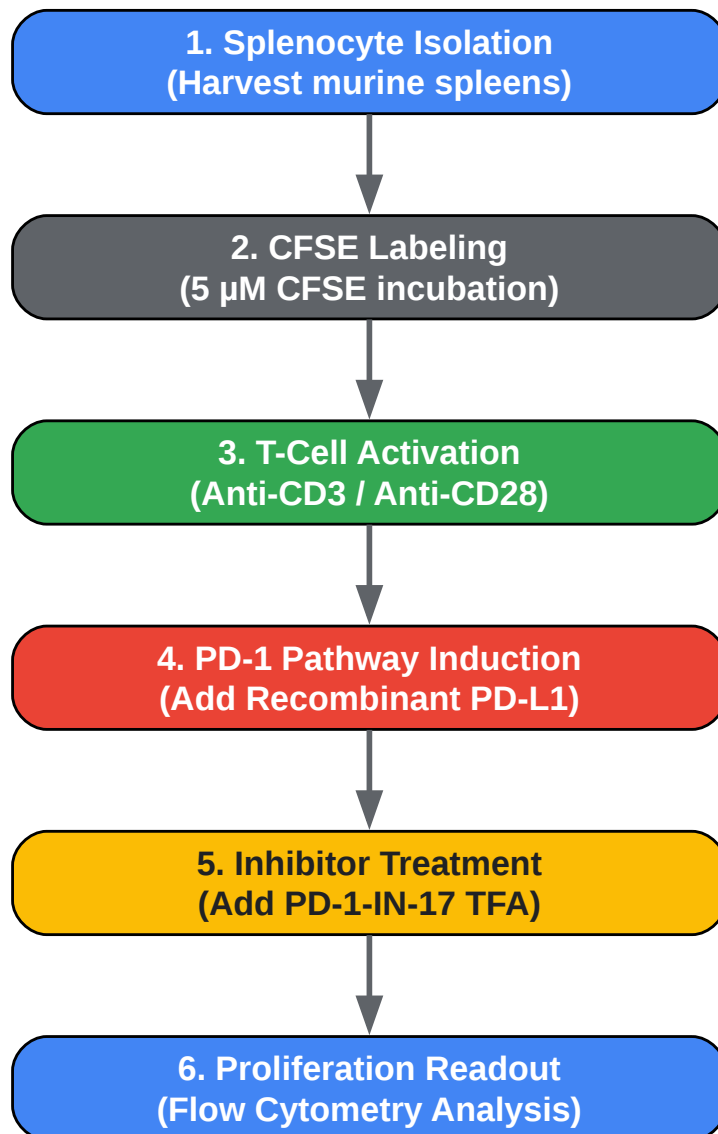 1. Splenocyte Isolation
(Harvest murine spleens)
2. CFSE Labeling
(5 µM CFSE incubation)
3. T-Cell Activation
(Anti-CD3 / Anti-CD28)
4. PD-1 Pathway Induction
(Add Recombinant PD-L1)
5. Inhibitor Treatment
(Add PD-1-IN-17 TFA)
6. Proliferation Readout
(Flow Cytometry Analysis)